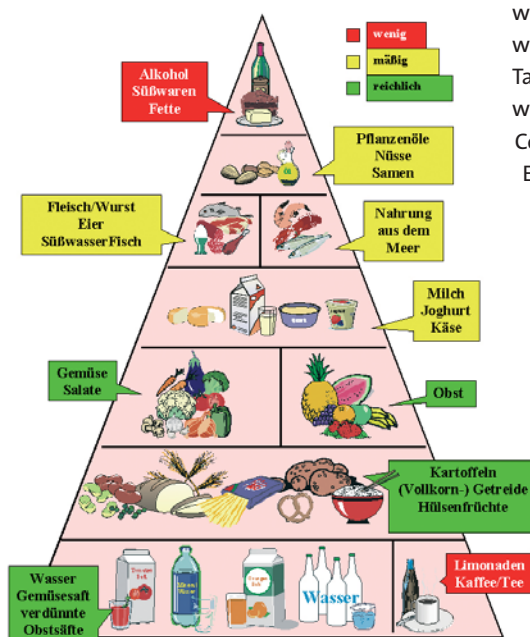 wenig
mäßig
reichlich
Alkohol
Süßwaren
Fette
Pflanzenöle
Nüsse
Samen
Fleisch/Wurst
Eier
SüßwasserFisch
Nahrung
aus dem
Meer
Milch
Joghurt
Käse
Gemüse
Salate
Obst
Kartoffeln
(Vollkorn-) Getreide
Hülsenfrüchte
Wasser
Gemüsesaft
verdünnte
Obstsäfte
Wasser
Limonaden
Kaffee/Tee